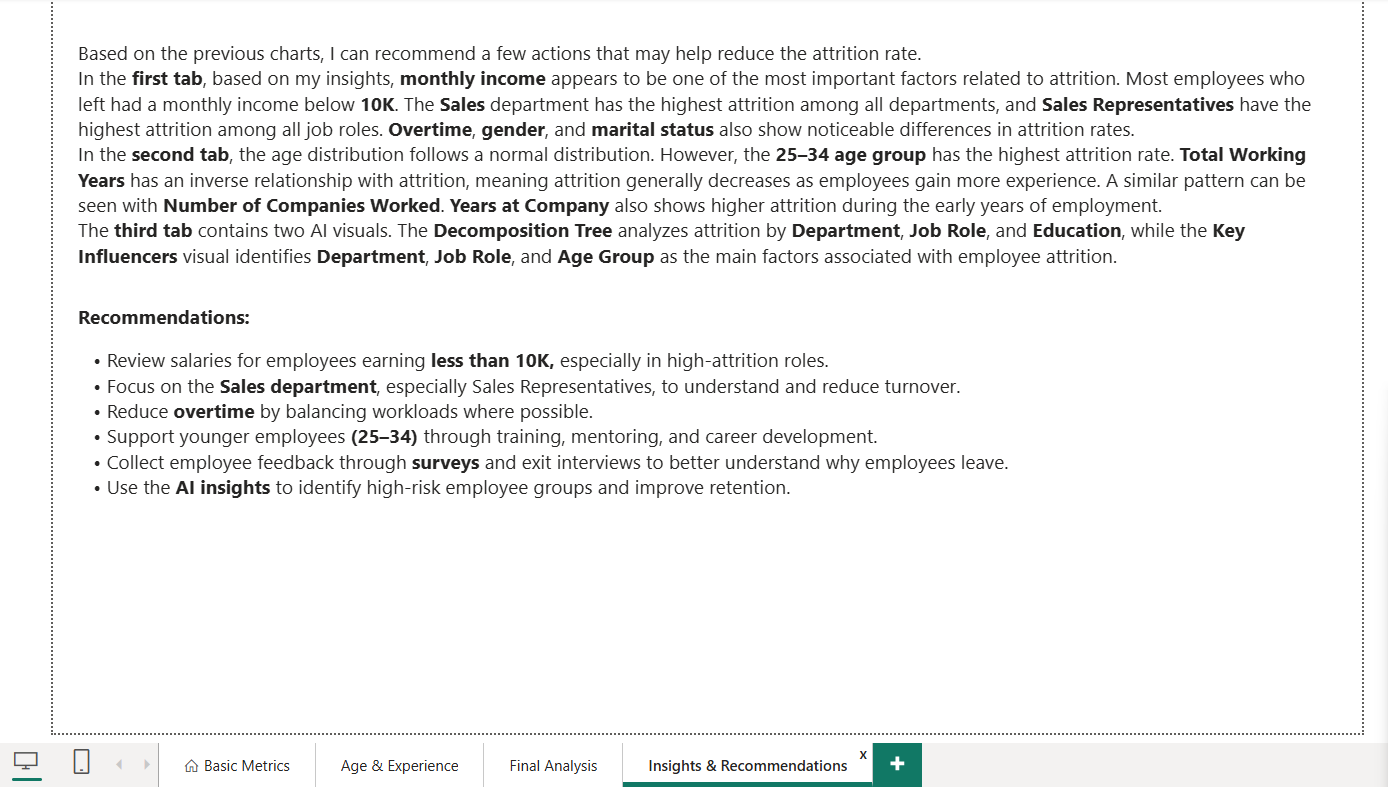 Based on the previous charts, I can recommend a few actions that may help reduce the attrition rate.
In the first tab, based on my insights, monthly income appears to be one of the most important factors related to attrition. Most employees who
left had a monthly income below 10K. The Sales department has the highest attrition among all departments, and Sales Representatives have the
highest attrition among all job roles. Overtime, gender, and marital status also show noticeable differences in attrition rates.
In the second tab, the age distribution follows a normal distribution. However, the 25–34 age group has the highest attrition rate. Total Working
Years has an inverse relationship with attrition, meaning attrition generally decreases as employees gain more experience. A similar pattern can be
seen with Number of Companies Worked. Years at Company also shows higher attrition during the early years of employment.
The third tab contains two AI visuals. The Decomposition Tree analyzes attrition by Department, Job Role, and Education, while the Key
Influencers visual identifies Department, Job Role, and Age Group as the main factors associated with employee attrition.
Recommendations:
• Review salaries for employees earning less than 10K, especially in high-attrition roles.
• Focus on the Sales department, especially Sales Representatives, to understand and reduce turnover.
• Reduce overtime by balancing workloads where possible.
• Support younger employees (25–34) through training, mentoring, and career development.
• Collect employee feedback through surveys and exit interviews to better understand why employees leave.
• Use the AI insights to identify high-risk employee groups and improve retention.
Basic Metrics Age & Experience Final Analysis Insights & Recommendations x +